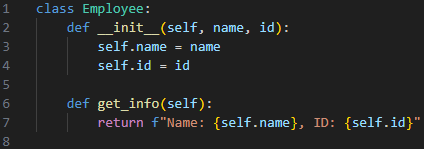 1 class Employee:
2     def __init__(self, name, id):
3         self.name = name
4         self.id = id
5
6     def get_info(self):
7         return f"Name: {self.name}, ID: {self.id}"
8